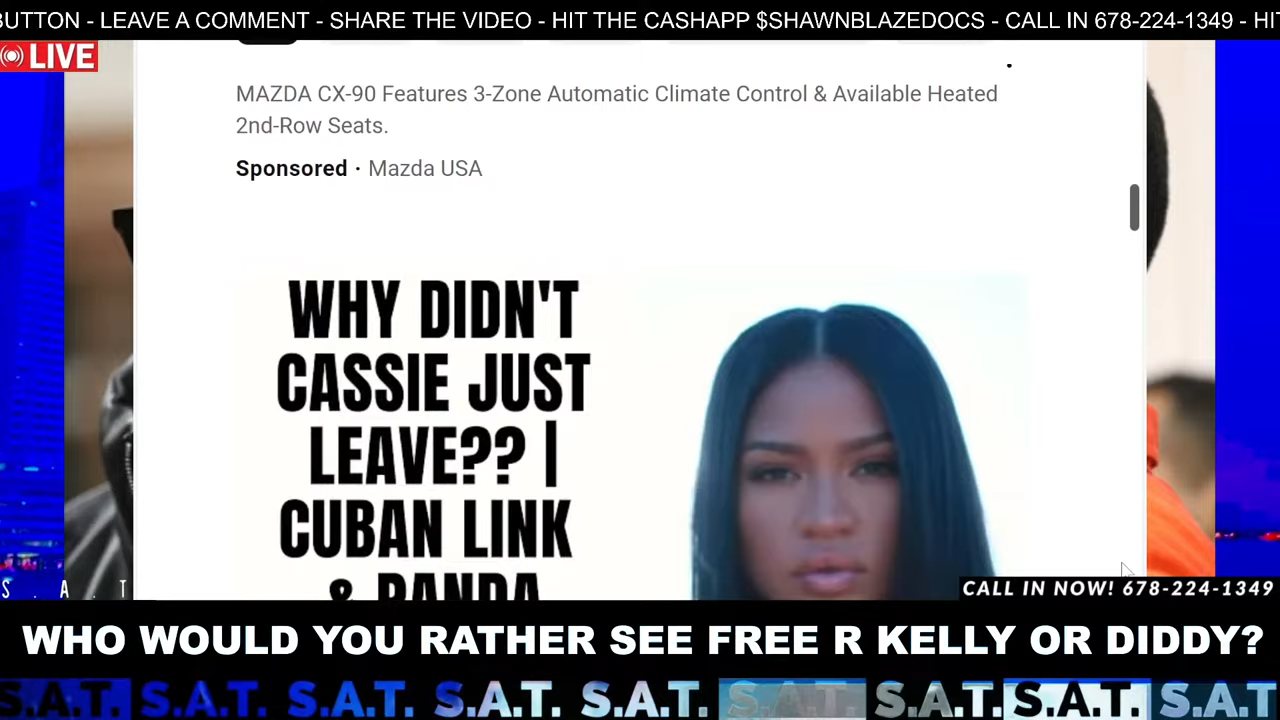 BUTTON - LEAVE A COMMENT - SHARE THE VIDEO - HIT THE CASHAPP $SHAWNBLAZEDOCS - CALL IN 678-224-1349 - HI
LIVE
MAZDA CX-90 Features 3-Zone Automatic Climate Control & Available Heated
2nd-Row Seats.
Sponsored · Mazda USA
WHY DIDN'T
CASSIE JUST
LEAVE?? |
CUBAN LINK
& PANDA
S . A . T
CALL IN NOW! 678-224-1349
WHO WOULD YOU RATHER SEE FREE R KELLY OR DIDDY?
S.A.T. S.A.T. S.A.T. S.A.T. S.A.T. S.A.T. S.A.T. S.A.T. S.A.T